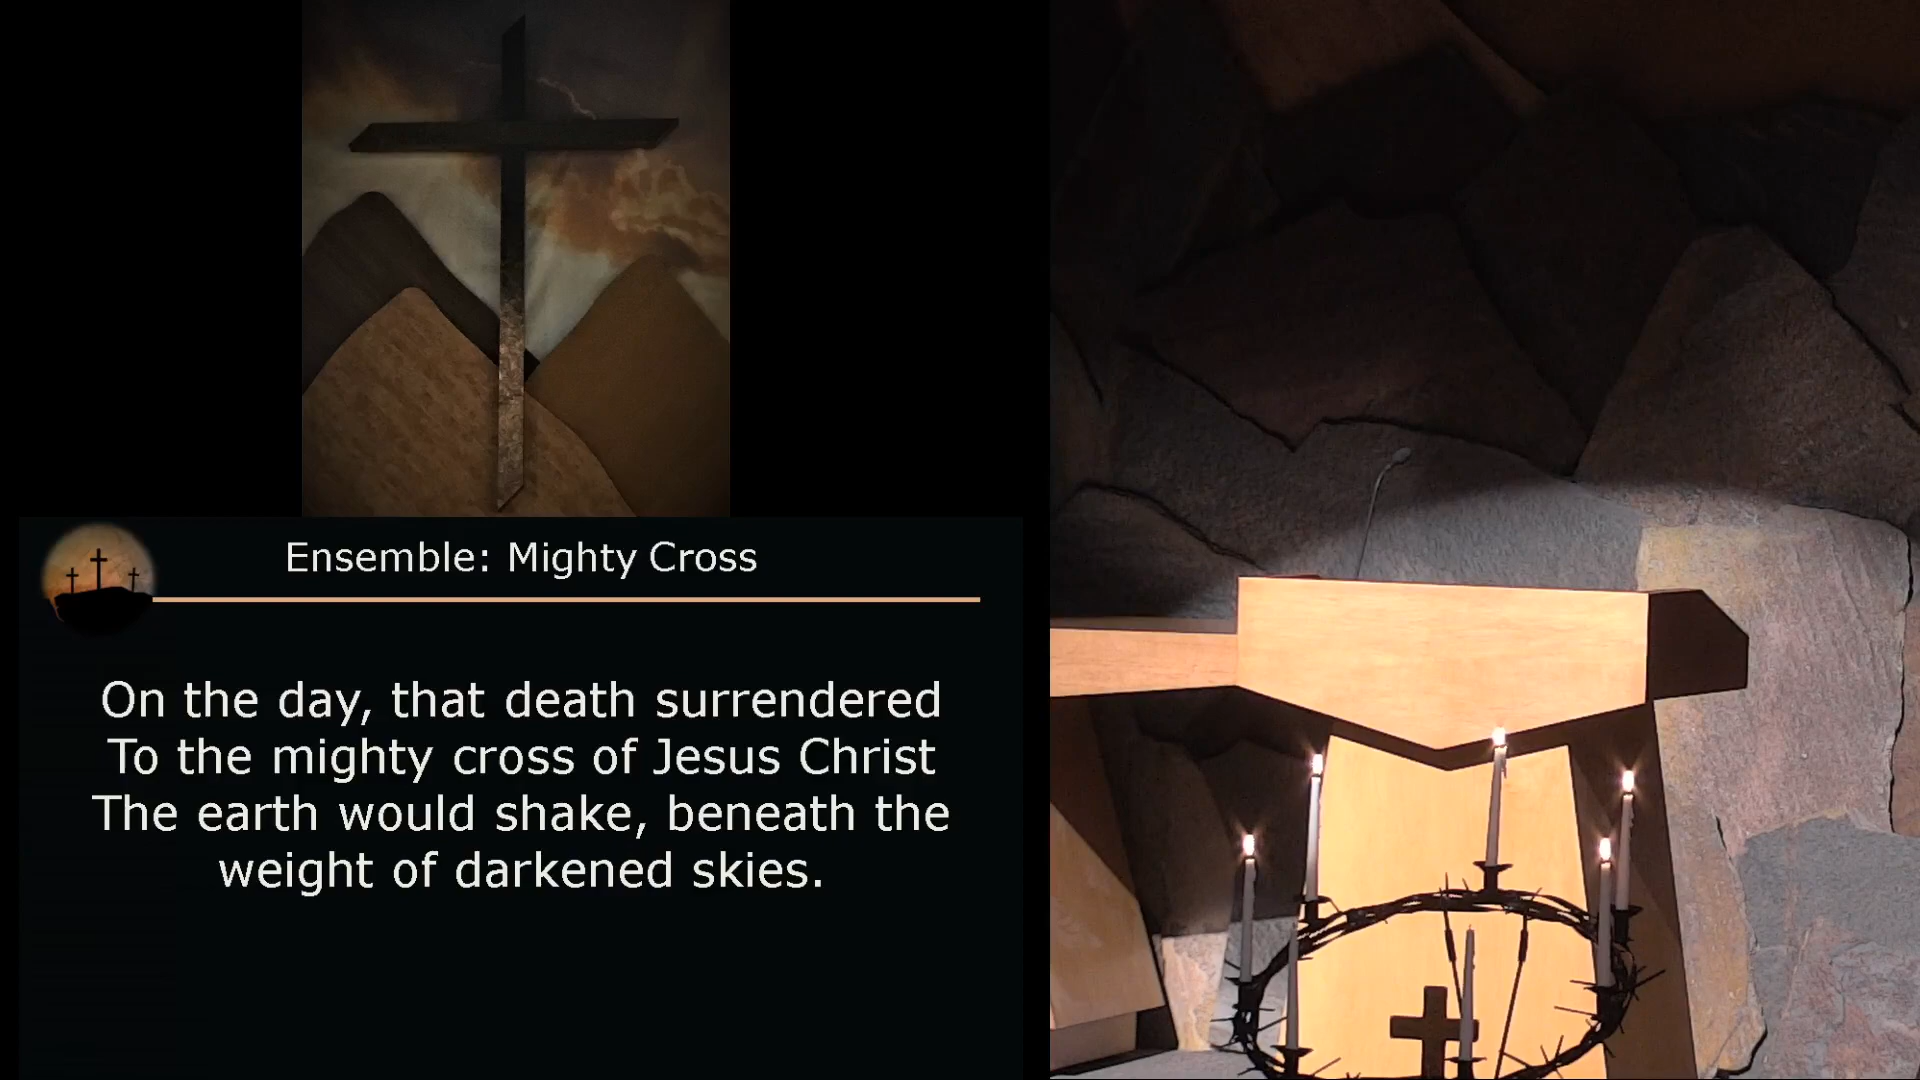 Ensemble: Mighty Cross
On the day, that death surrendered
To the mighty cross of Jesus Christ
The earth would shake, beneath the
weight of darkened skies.